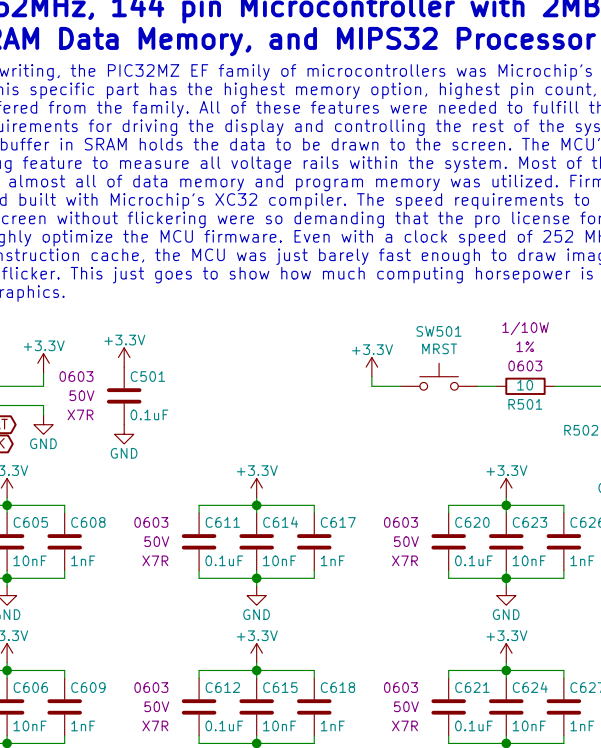 52MHz, 144 pin Microcontroller with 2MB
RAM Data Memory, and MIPS32 Processor
writing, the PIC32MZ EF family of microcontrollers was Microchip's
his specific part has the highest memory option, highest pin count,
fered from the family. All of these features were needed to fulfill th
uirements for driving the display and controlling the rest of the sys
buffer in SRAM holds the data to be drawn to the screen. The MCU'
ug feature to measure all voltage rails within the system. Most of th
almost all of data memory and program memory was utilized. Firm
d built with Microchip's XC32 compiler. The speed requirements to
screen without flickering were so demanding that the pro license for
ghly optimize the MCU firmware. Even with a clock speed of 252 MH
nstruction cache, the MCU was just barely fast enough to draw imag
flicker. This just goes to show how much computing horsepower is
raphics.
SW501 1/10W
+3.3V +3.3V +3.3V MRST 1%
0603 C501 0603
50V 10
X7R 0.1uF R501
GND GND R502
3.3V +3.3V +3.3V
C605 C608 0603 C611 C614 C617 0603 C620 C623 C626
50V 50V
10nF 1nF X7R 0.1uF 10nF 1nF X7R 0.1uF 10nF 1nF
GND GND GND
3.3V +3.3V +3.3V
C606 C609 0603 C612 C615 C618 0603 C621 C624 C627
50V 50V
10nF 1nF X7R 0.1uF 10nF 1nF X7R 0.1uF 10nF 1nF